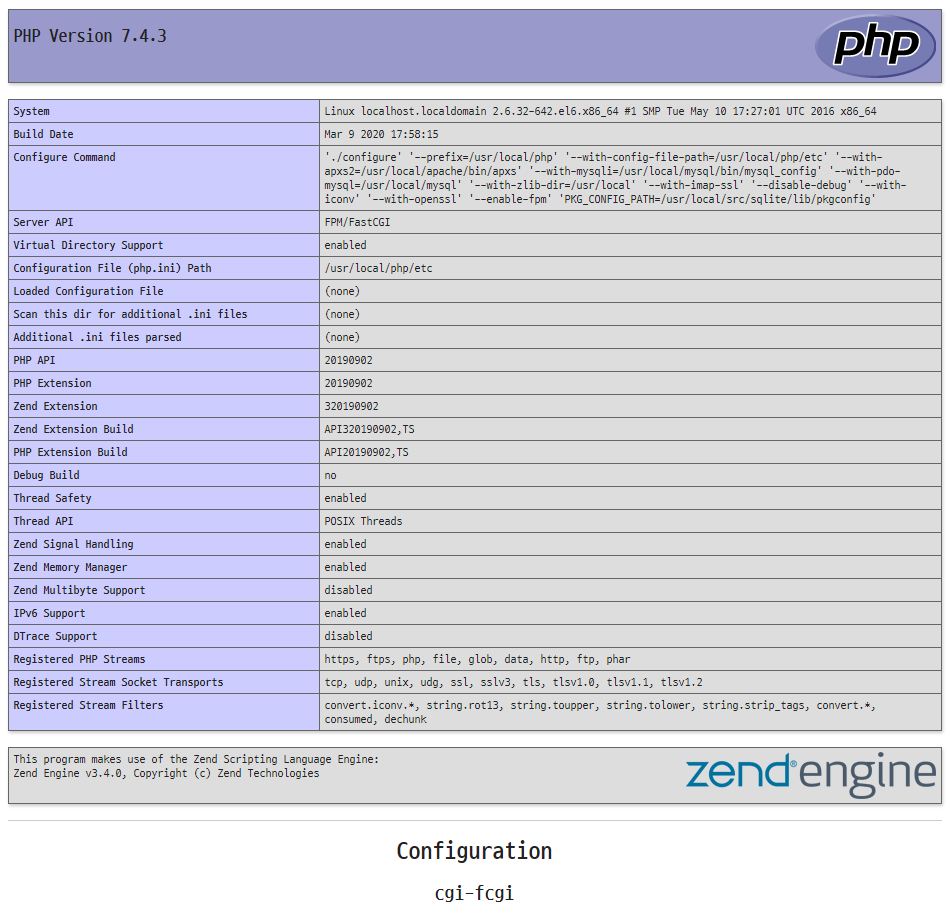 PHP Version 7.4.3
php
System Linux localhost.localdomain 2.6.32-642.el6.x86_64 #1 SMP Tue May 10 17:27:01 UTC 2016 x86_64
Build Date Mar 9 2020 17:58:15
Configure Command './configure' '--prefix=/usr/local/php' '--with-config-file-path=/usr/local/php/etc' '--with-
apxs2=/usr/local/apache/bin/apxs' '--with-mysqli=/usr/local/mysql/bin/mysql_config' '--with-pdo-
mysql=/usr/local/mysql' '--with-zlib-dir=/usr/local' '--with-imap-ssl' '--disable-debug' '--with-
iconv' '--with-openssl' '--enable-fpm' 'PKG_CONFIG_PATH=/usr/local/src/sqlite/lib/pkgconfig'
Server API FPM/FastCGI
Virtual Directory Support enabled
Configuration File (php.ini) Path /usr/local/php/etc
Loaded Configuration File (none)
Scan this dir for additional .ini files (none)
Additional .ini files parsed (none)
PHP API 20190902
PHP Extension 20190902
Zend Extension 320190902
Zend Extension Build API320190902,TS
PHP Extension Build API20190902,TS
Debug Build no
Thread Safety enabled
Thread API POSIX Threads
Zend Signal Handling enabled
Zend Memory Manager enabled
Zend Multibyte Support disabled
IPv6 Support enabled
DTrace Support disabled
Registered PHP Streams https, ftps, php, file, glob, data, http, ftp, phar
Registered Stream Socket Transports tcp, udp, unix, udg, ssl, sslv3, tls, tlsv1.0, tlsv1.1, tlsv1.2
Registered Stream Filters convert.iconv.*, string.rot13, string.toupper, string.tolower, string.strip_tags, convert.*,
consumed, dechunk
This program makes use of the Zend Scripting Language Engine:
Zend Engine v3.4.0, Copyright (c) Zend Technologies
zend®engine
Configuration
cgi-fcgi